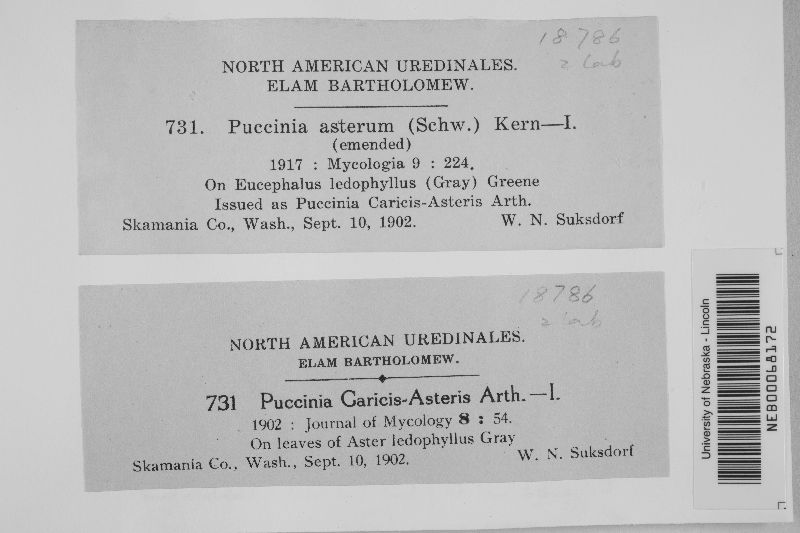 18786
2 Lab
NORTH AMERICAN UREDINALES.
ELAM BARTHOLOMEW.
731. Puccinia asterum (Schw.) Kern—I.
(emended)
1917 : Mycologia 9 : 224.
On Eucephalus ledophyllus (Gray) Greene
Issued as Puccinia Caricis-Asteris Arth.
Skamania Co., Wash., Sept. 10, 1902. W. N. Suksdorf
18786
2 Lab
NORTH AMERICAN UREDINALES.
ELAM BARTHOLOMEW.
731 Puccinia Caricis-Asteris Arth.—I.
1902 : Journal of Mycology 8 : 54.
On leaves of Aster ledophyllus Gray
Skamania Co., Wash., Sept. 10, 1902. W. N. Suksdorf
University of Nebraska - Lincoln
NEB00068172